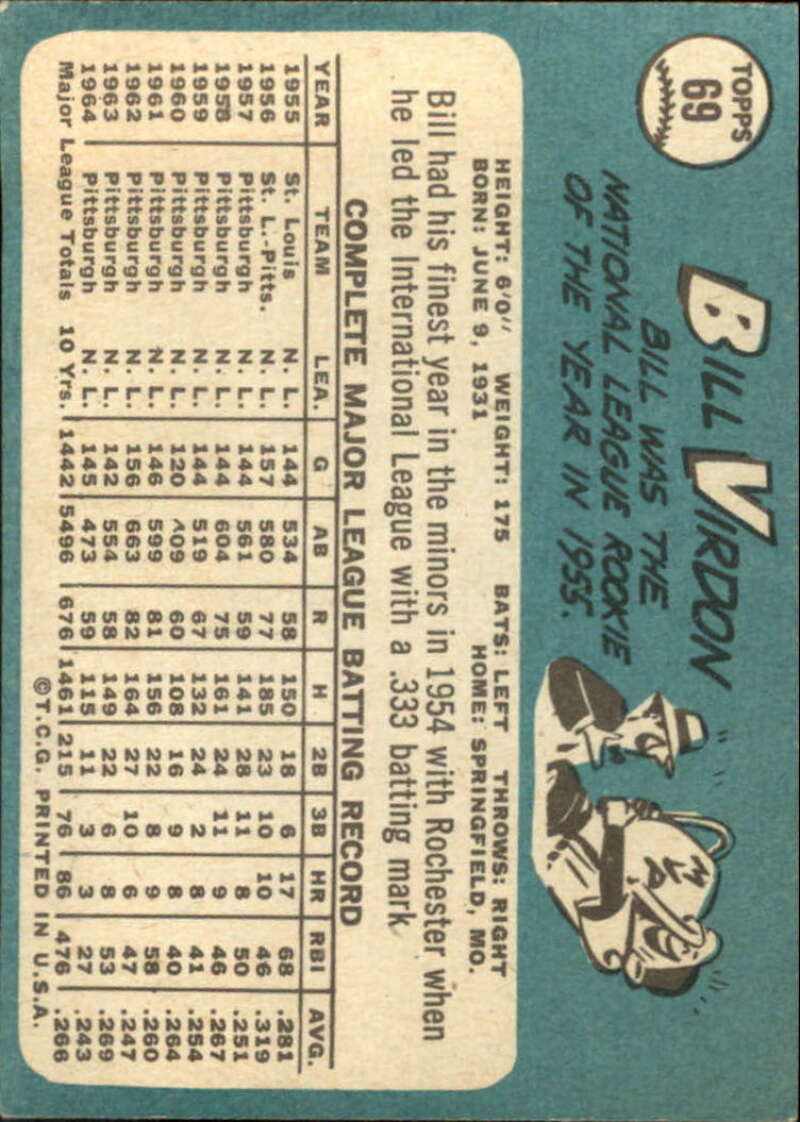 TOPPS
69
BILL VIRDON
BILL WAS THE
NATIONAL LEAGUE ROOKIE
OF THE YEAR IN 1955.
MVP
HEIGHT: 6'0" WEIGHT: 175 BATS: LEFT THROWS: RIGHT
BORN: JUNE 9, 1931 HOME: SPRINGFIELD, MO.
Bill had his finest year in the minors in 1954 with Rochester when
he led the International League with a .333 batting mark.
COMPLETE MAJOR LEAGUE BATTING RECORD
YEAR TEAM LEA. G AB R H 2B 3B HR RBI AVG.
1955 St. Louis N. L. 144 534 58 150 18 6 17 68 .281
1956 St. L.-Pitts. N. L. 157 580 77 185 23 10 10 46 .319
1957 Pittsburgh N. L. 144 561 59 141 28 11 8 50 .251
1958 Pittsburgh N. L. 144 604 75 161 24 11 9 46 .267
1959 Pittsburgh N. L. 144 519 67 132 24 2 8 41 .254
1960 Pittsburgh N. L. 120 409 60 108 16 9 8 40 .264
1961 Pittsburgh N. L. 146 599 81 156 22 8 9 58 .260
1962 Pittsburgh N. L. 156 663 82 164 27 10 6 47 .247
1963 Pittsburgh N. L. 142 554 58 149 22 6 8 53 .269
1964 Pittsburgh N. L. 145 473 59 115 11 3 3 27 .243
Major League Totals 10 Yrs. 1442 5496 676 1461 215 76 86 476 .266
©T.C.G. PRINTED IN U.S.A.